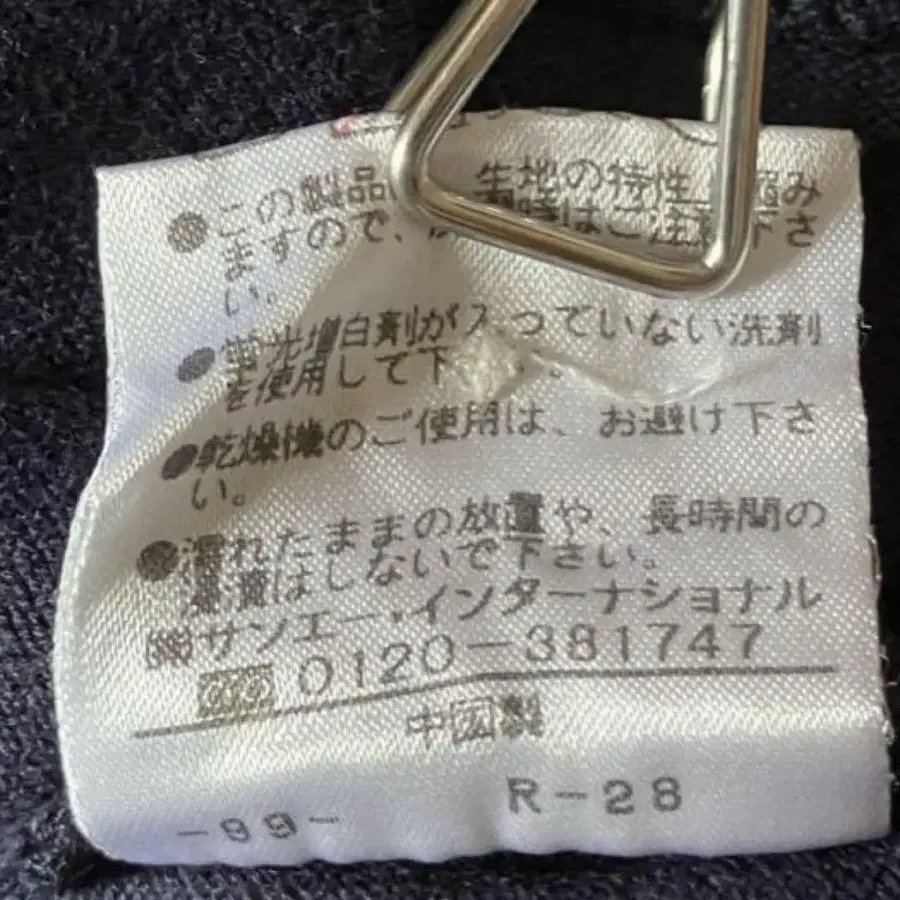 ●この製品 生地の特性 縮み
ますので、 時はご注意下さ
い。
●蛍光増白剤が入っていない洗剤
を使用して下
●乾燥機のご使用は、お避け下さ
い。
●濡れたままの放置や、長時間の
浸漬はしないで下さい。
サンエー・インターナショナル
0120-381747
中国製
R-28
-99-